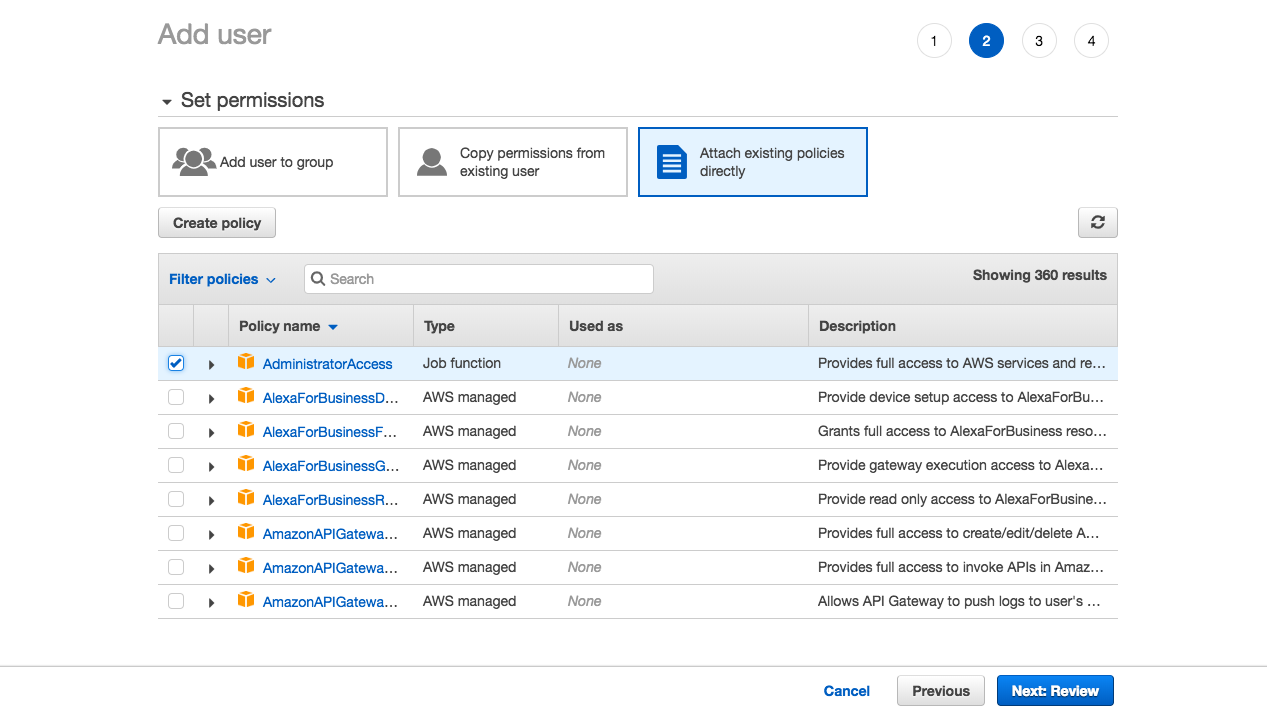 Add user
1 2 3 4
Set permissions
Add user to group
Copy permissions from
existing user
Attach existing policies
directly
Create policy
Filter policies
Search
Showing 360 results
Policy name Type Used as Description
AdministratorAccess Job function None Provides full access to AWS services and re...
AlexaForBusinessD... AWS managed None Provide device setup access to AlexaForBu...
AlexaForBusinessF... AWS managed None Grants full access to AlexaForBusiness reso...
AlexaForBusinessG... AWS managed None Provide gateway execution access to Alexa...
AlexaForBusinessR... AWS managed None Provide read only access to AlexaForBusine...
AmazonAPIGatewa... AWS managed None Provides full access to create/edit/delete A...
AmazonAPIGatewa... AWS managed None Provides full access to invoke APIs in Amaz...
AmazonAPIGatewa... AWS managed None Allows API Gateway to push logs to user's ...
Cancel Previous Next: Review